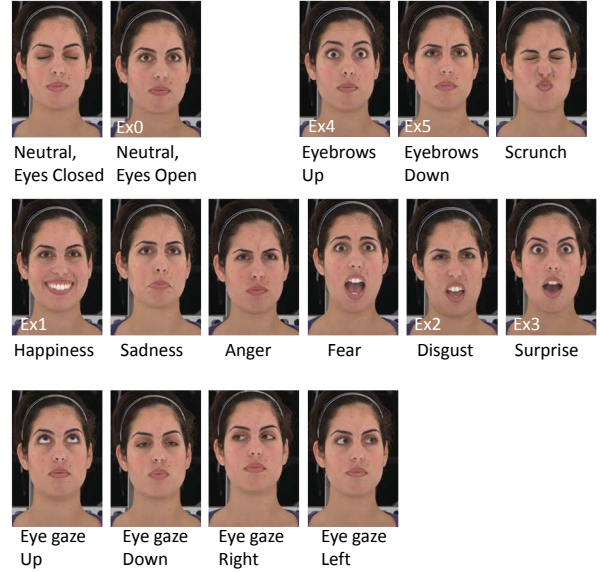 Ex0
Ex4
Ex5
Neutral,
Eyes Closed
Neutral,
Eyes Open
Eyebrows
Up
Eyebrows
Down
Scrunch
Ex1
Ex2
Ex3
Happiness
Sadness
Anger
Fear
Disgust
Surprise
Eye gaze
Up
Eye gaze
Down
Eye gaze
Right
Eye gaze
Left